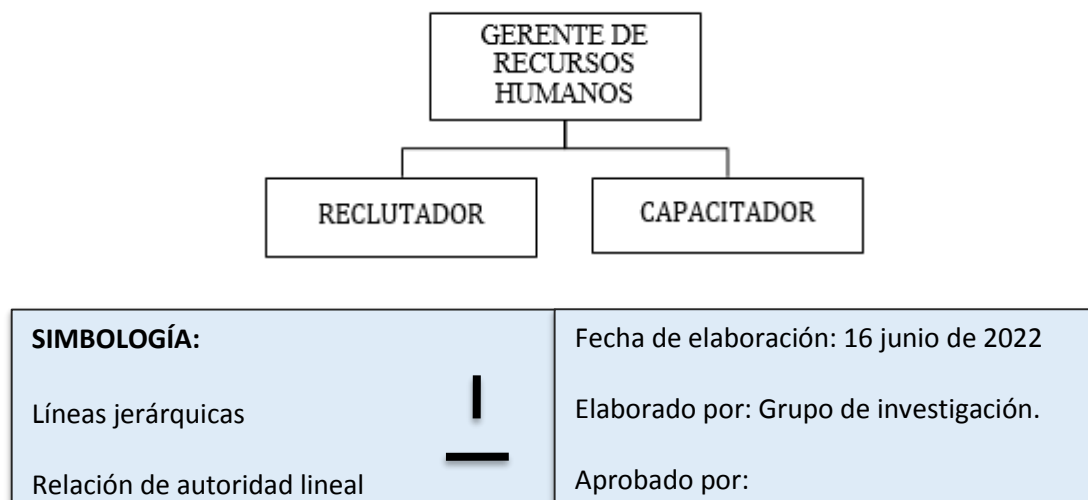 GERENTE DE
RECURSOS
HUMANOS
RECLUTADOR
CAPACITADOR
SIMBOLOGÍA:
Líneas jerárquicas
Relación de autoridad lineal
Fecha de elaboración: 16 junio de 2022
Elaborado por: Grupo de investigación.
Aprobado por: